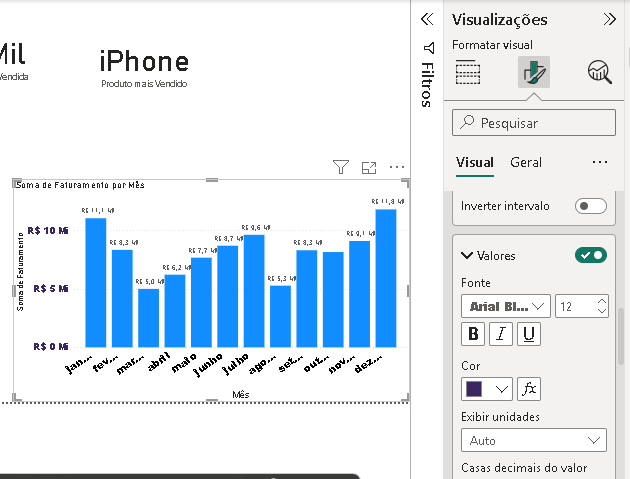 Mil
Vendida
iPhone
Produto mais Vendido
Filtros
Visualizações
Formatar visual
Pesquisar
Visual Geral
Inverter intervalo
Valores
Fonte
Arial Bl... 12
B I U
Cor
fx
Exibir unidades
Auto
Casas decimais do valor
Soma de Faturamento por Mês
Soma de Faturamento
R$ 10 Mi
R$ 5 Mi
R$ 0 Mi
R$ 11,1 Mi
R$ 8,3 Mi
R$ 5,0 Mi
R$ 6,2 Mi
R$ 7,7 Mi
R$ 8,7 Mi
R$ 9,6 Mi
R$ 5,3 Mi
R$ 8,3 Mi
R$ 9,1 Mi
R$ 11,8 Mi
jan... fev... mar... abril maio junho julho ago... set... out... nov... dez...
Mês